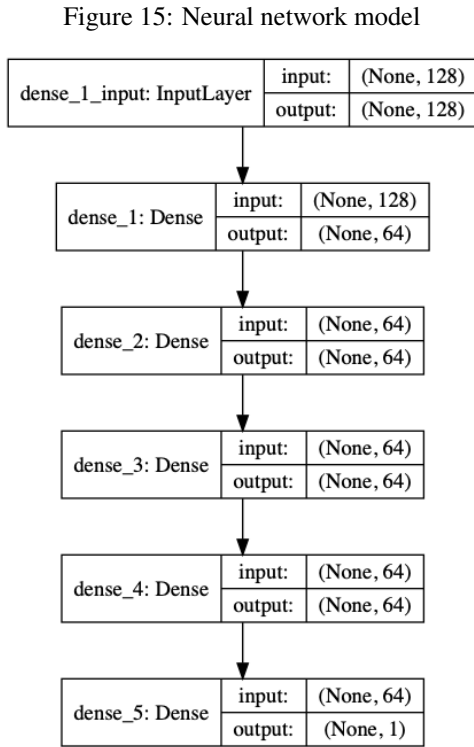 Figure 15: Neural network model
dense_1_input: InputLayer
input: (None, 128)
output: (None, 128)
dense_1: Dense
input: (None, 128)
output: (None, 64)
dense_2: Dense
input: (None, 64)
output: (None, 64)
dense_3: Dense
input: (None, 64)
output: (None, 64)
dense_4: Dense
input: (None, 64)
output: (None, 64)
dense_5: Dense
input: (None, 64)
output: (None, 1)